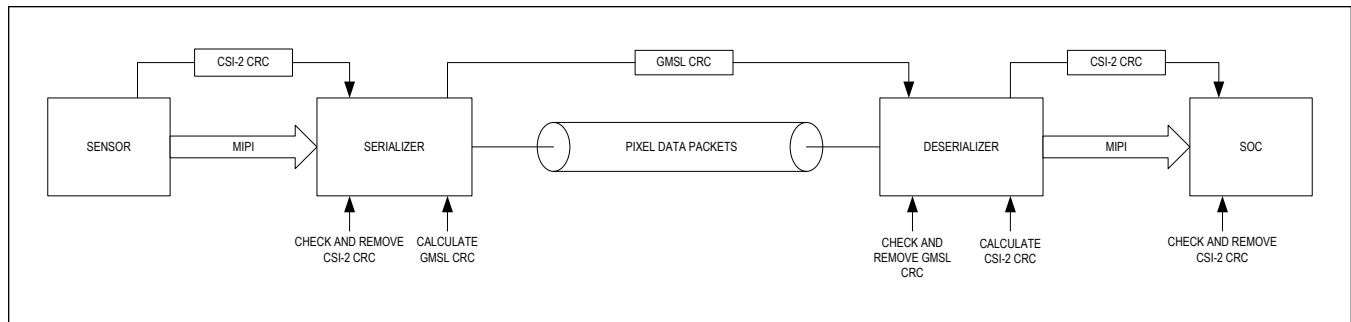 CSI-2 CRC
GMSL CRC
CSI-2 CRC
SENSOR
MIPI
SERIALIZER
PIXEL DATA PACKETS
DESERIALIZER
MIPI
SOC
CHECK AND REMOVE
CSI-2 CRC
CALCULATE
GMSL CRC
CHECK AND
REMOVE GMSL
CRC
CALCULATE
CSI-2 CRC
CHECK AND REMOVE
CSI-2 CRC